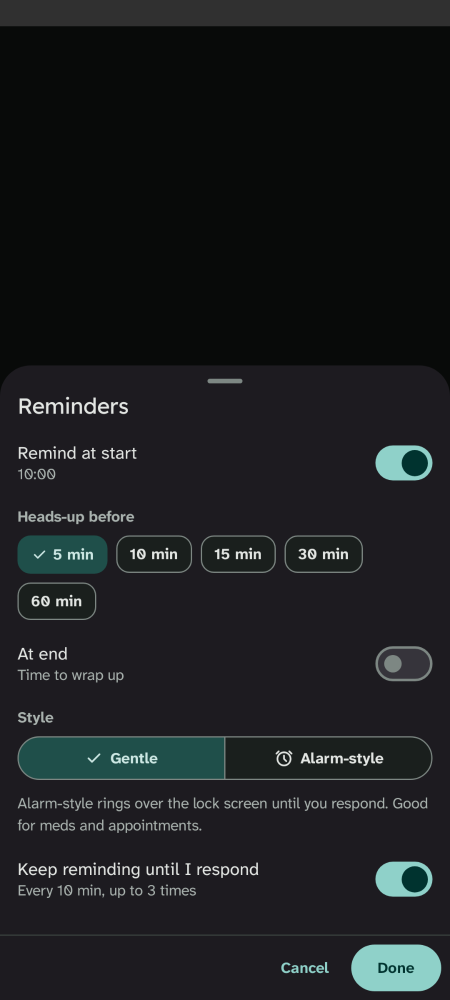 Reminders
Remind at start
10:00
Heads-up before
5 min
10 min
15 min
30 min
60 min
At end
Time to wrap up
Style
Gentle
Alarm-style
Alarm-style rings over the lock screen until you respond. Good
for meds and appointments.
Keep reminding until I respond
Every 10 min, up to 3 times
Cancel
Done